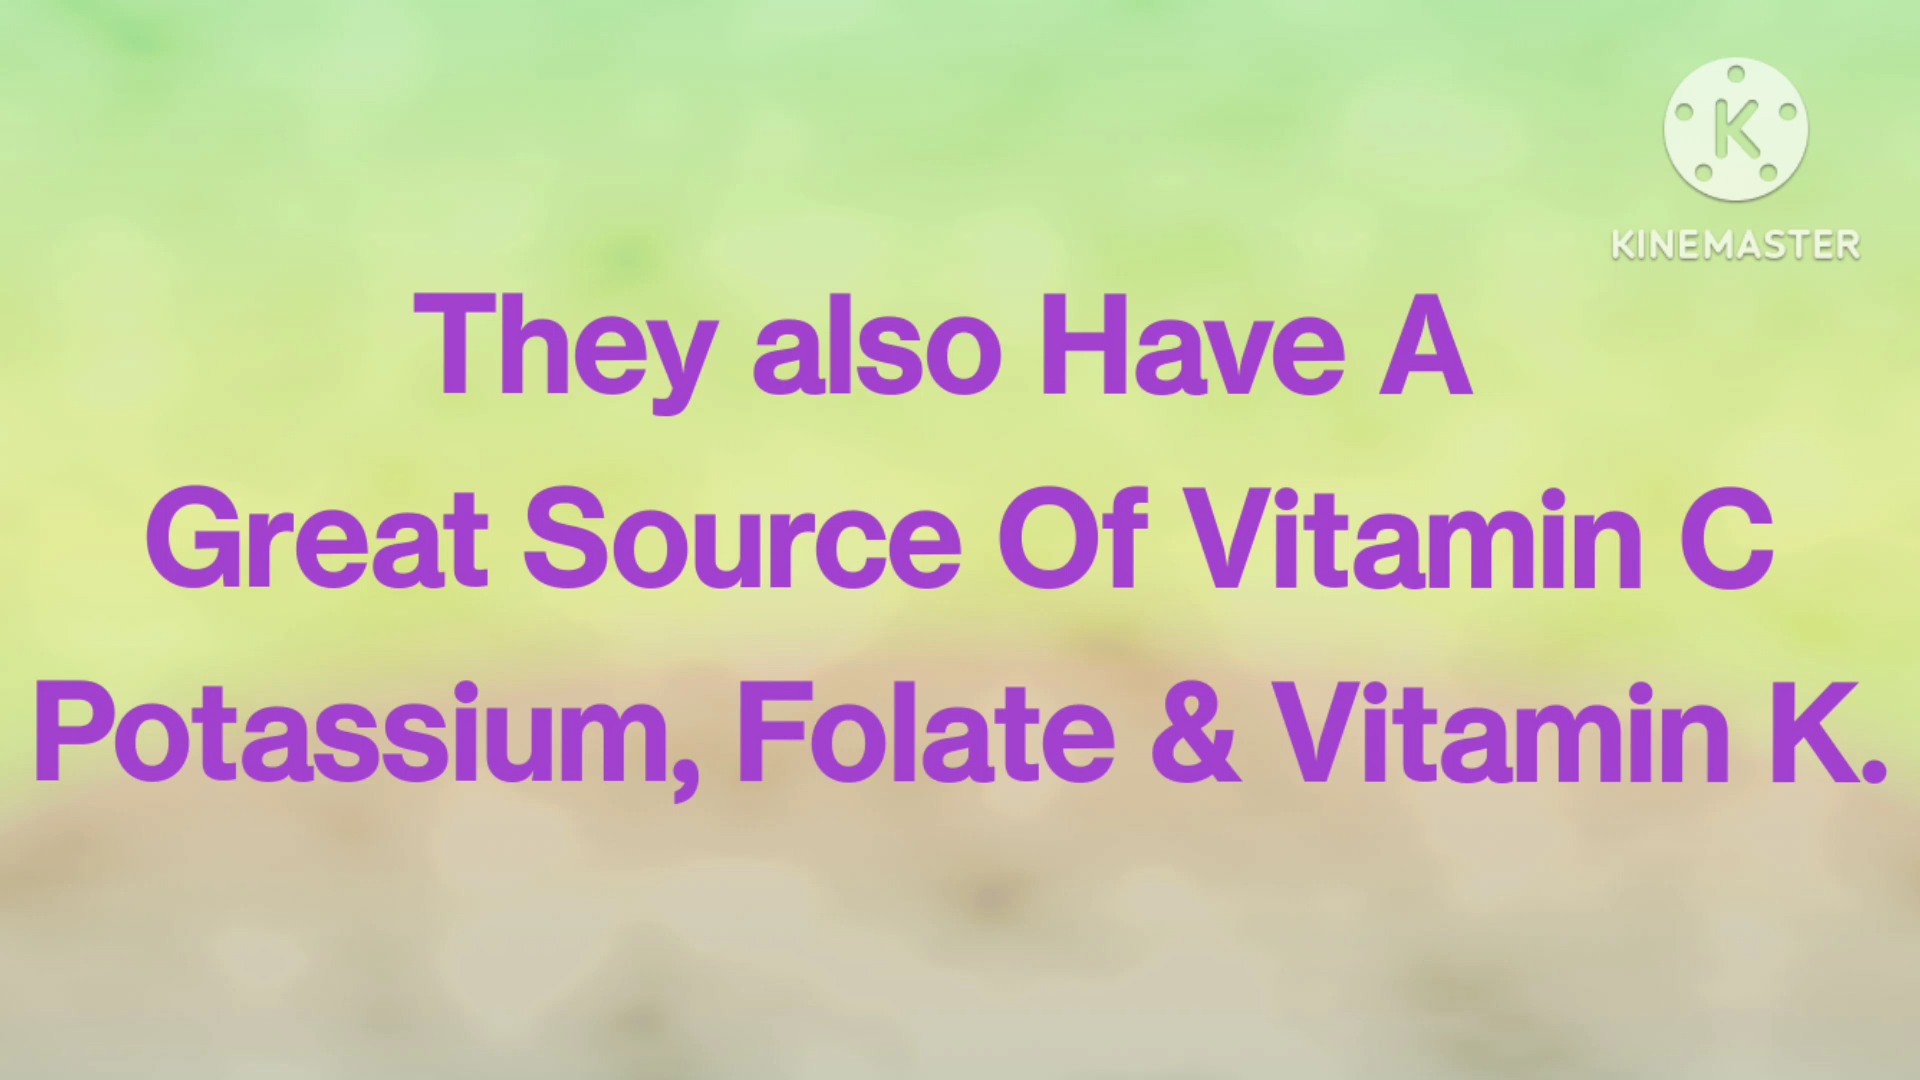 K
KINEMASTER
They also Have A
Great Source Of Vitamin C
Potassium, Folate & Vitamin K.